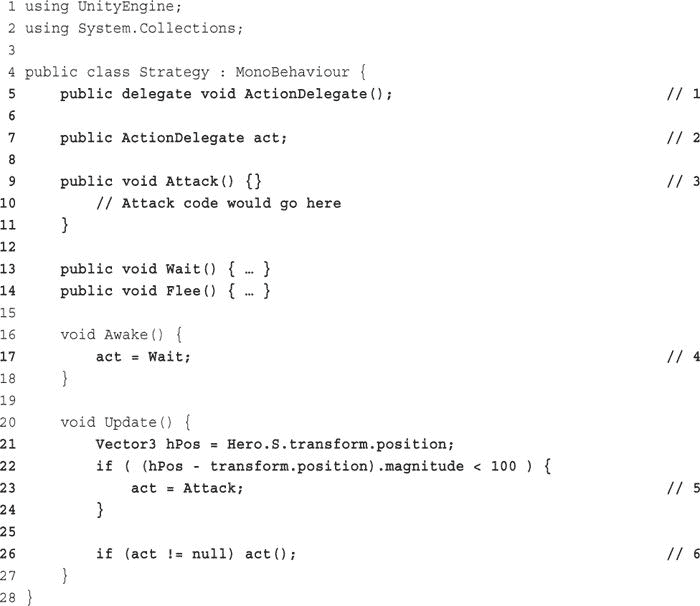 1 using UnityEngine;
2 using System.Collections;
3
4 public class Strategy : MonoBehaviour {
5     public delegate void ActionDelegate();                                // 1
6
7     public ActionDelegate act;                                            // 2
8
9     public void Attack() {}                                               // 3
10         // Attack code would go here
11     }
12
13     public void Wait() { … }
14     public void Flee() { … }
15
16     void Awake() {
17         act = Wait;                                                      // 4
18     }
19
20     void Update() {
21         Vector3 hPos = Hero.S.transform.position;
22         if ( (hPos - transform.position).magnitude < 100 ) {
23             act = Attack;                                                // 5
24         }
25
26         if (act != null) act();                                          // 6
27     }
28 }